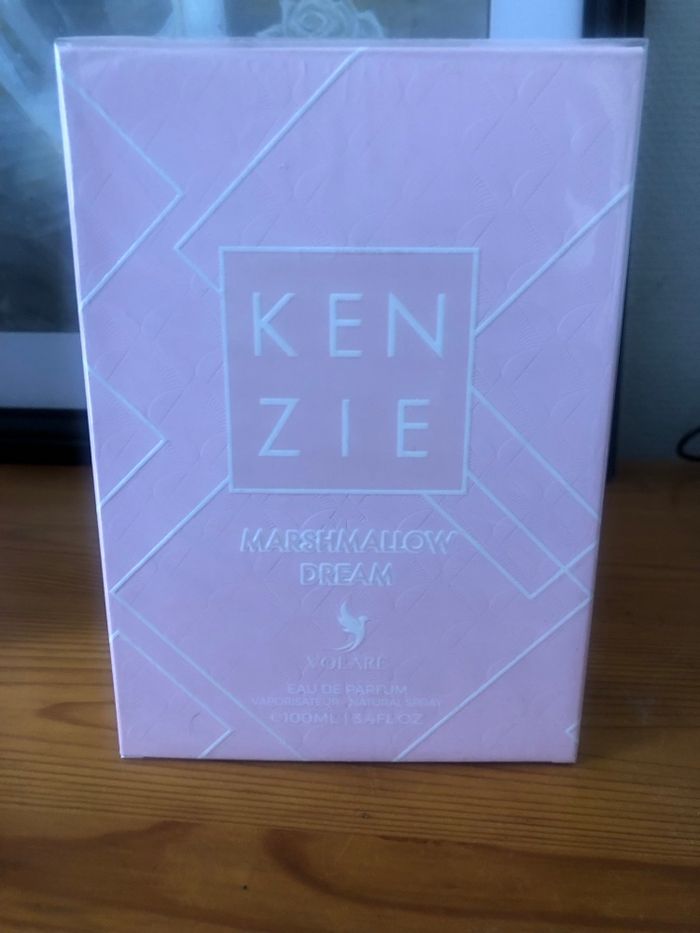 KEN
ZIE
MARSHMALLOW
DREAM
VOLARE
EAU DE PARFUM
VAPORISATEUR - NATURAL SPRAY
℮100ML | 3.4FL OZ